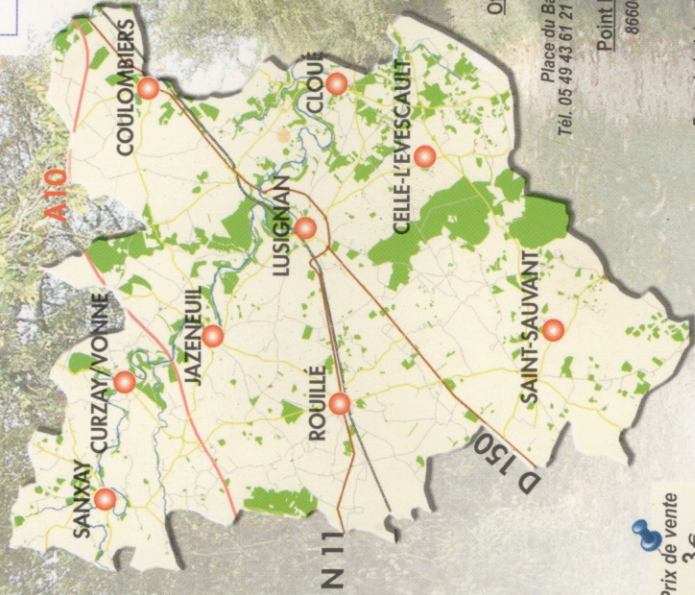 A10
COULOMBIERS
SANXAY
CURZAY/VONNE
JAZENEUIL
CLOUÉ
LUSIGNAN
CELLE-L'EVESCAULT
ROUILLÉ
SAINT-SAUVANT
N 11
D 150
Place du
Tél. 05 49 43 61 21
Point
8660
Prix de vente
3€